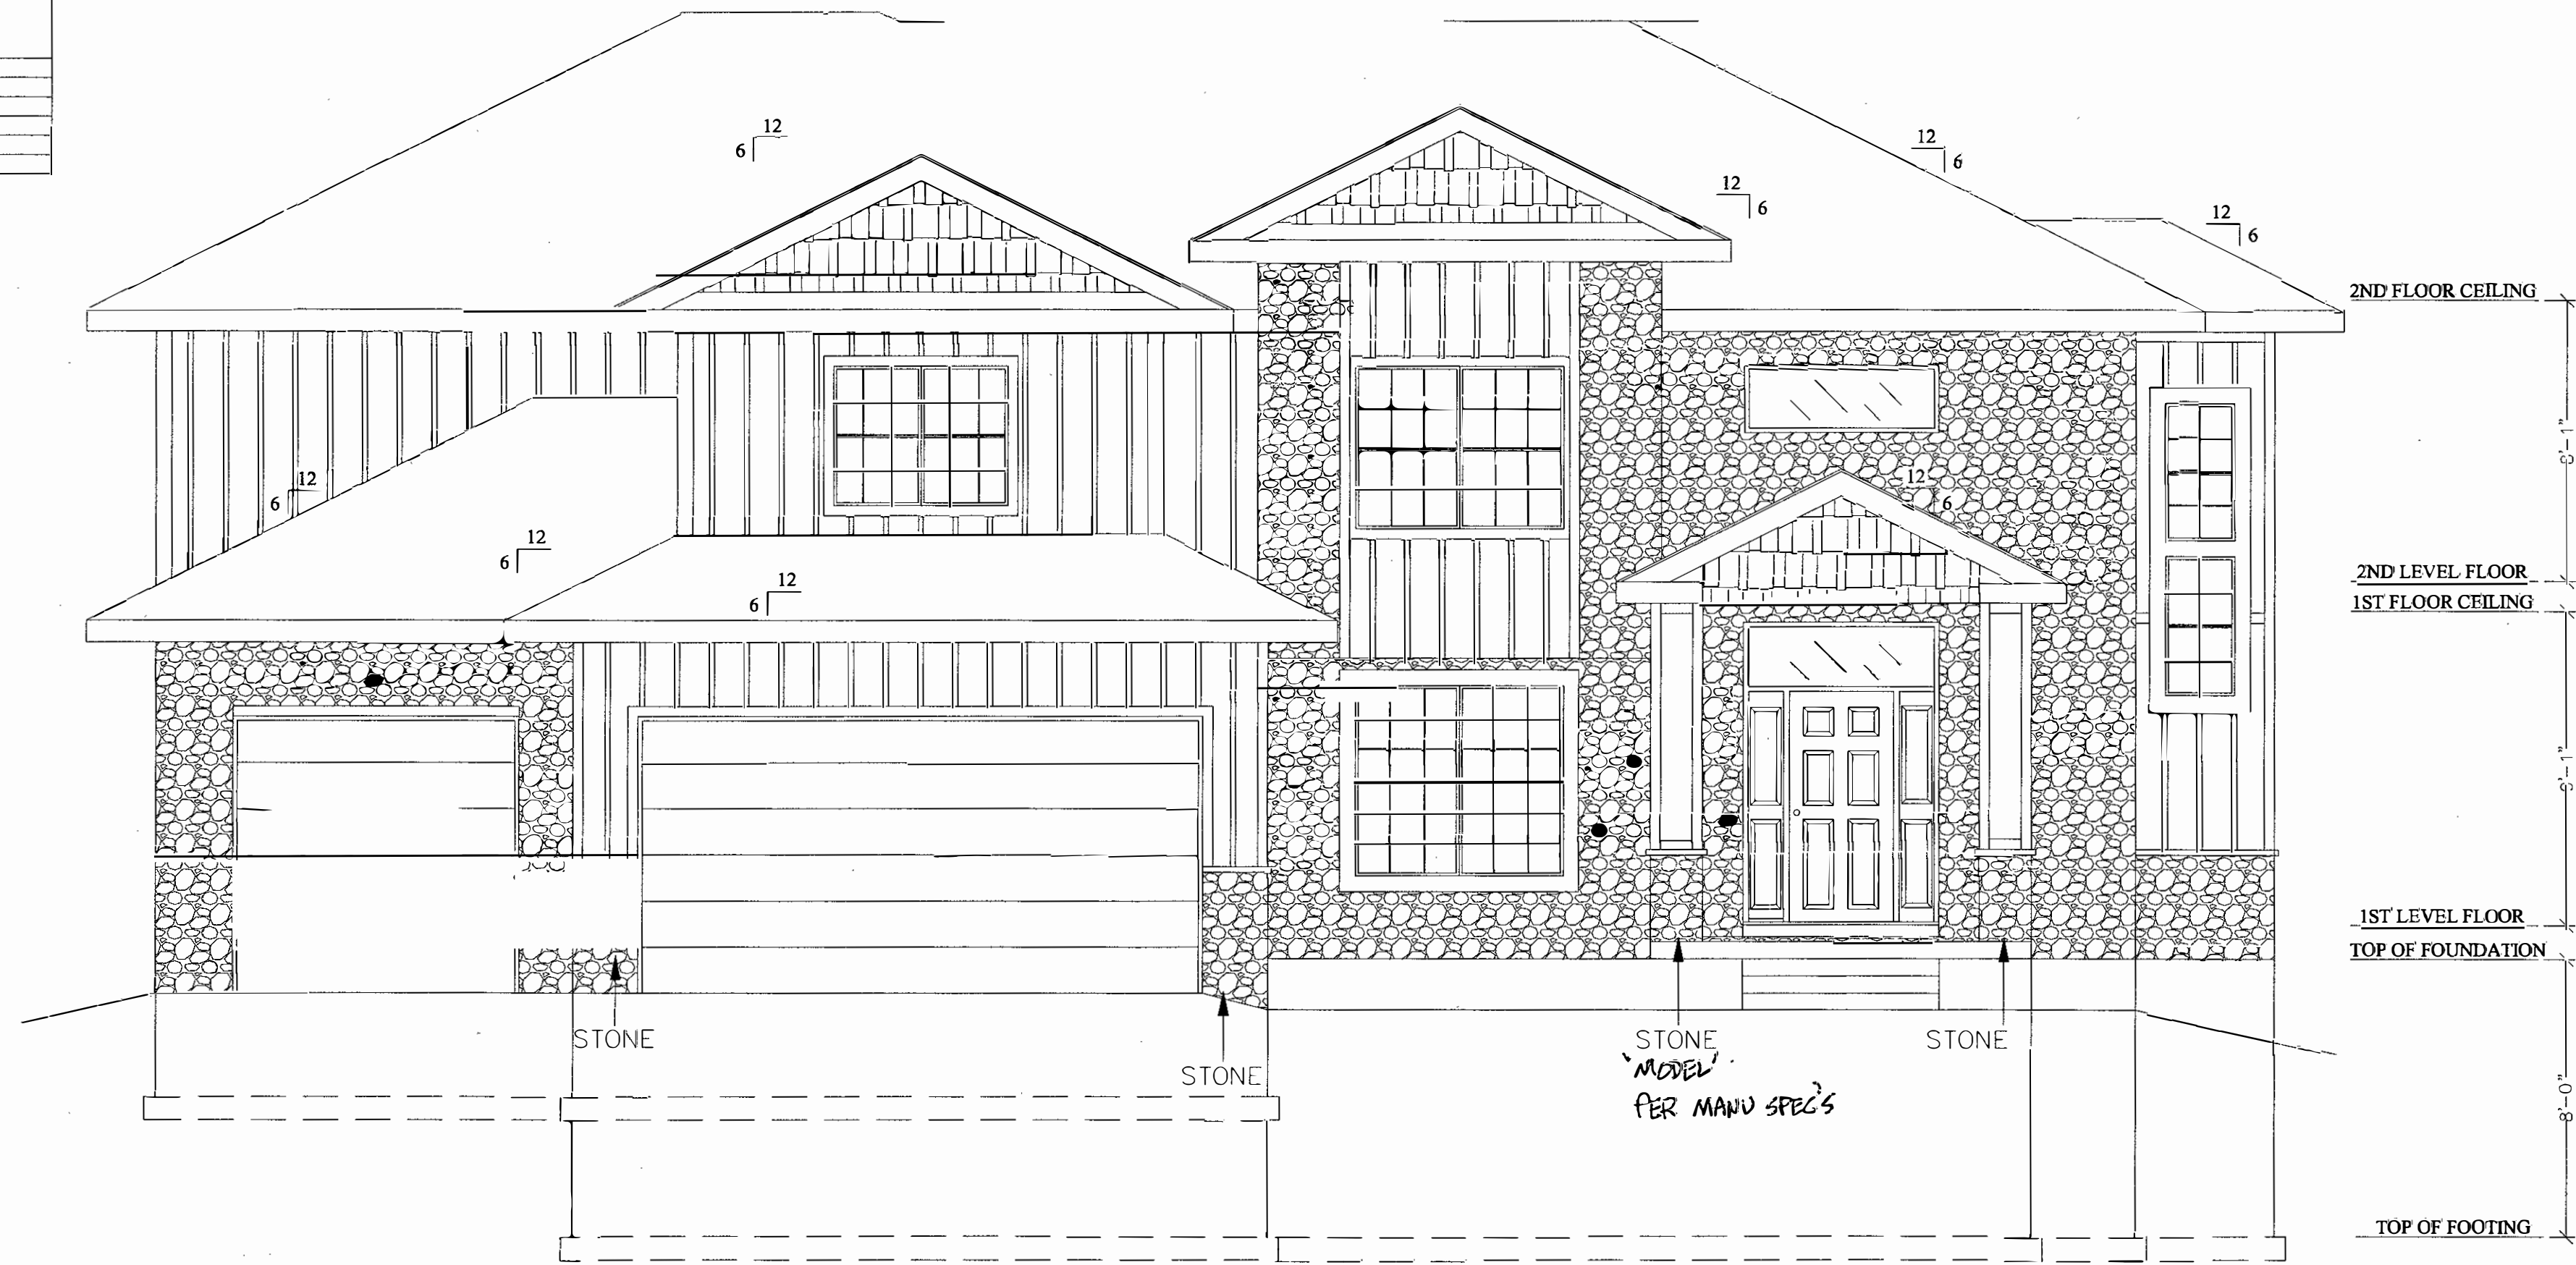 12
6
12
6
12
6
12
6
2ND FLOOR CEILING
8'-1"
12
6
12
6
12
6
12
6
2ND LEVEL FLOOR
1ST FLOOR CEILING
9'-1"
1ST LEVEL FLOOR
TOP OF FOUNDATION
STONE
STONE
STONE
STONE
'MODEL'
PER MANU SPEC'S
8'-0"
TOP OF FOOTING